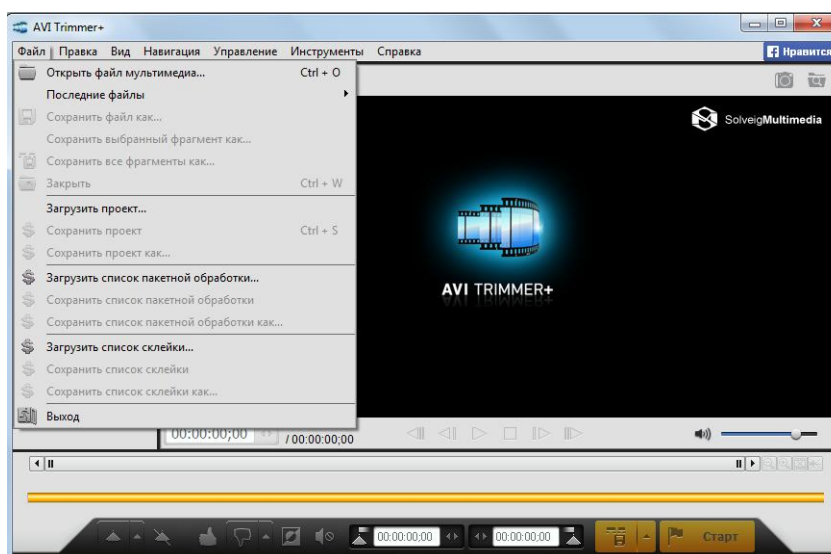 AVI Trimmer+
Файл Правка Вид Навигация Управление Инструменты Справка
Нравится
Открыть файл мультимедиа... Ctrl + O
Последние файлы
Сохранить файл как...
Сохранить выбранный фрагмент как...
Сохранить все фрагменты как...
Закрыть Ctrl + W
Загрузить проект...
Сохранить проект Ctrl + S
Сохранить проект как...
Загрузить список пакетной обработки...
Сохранить список пакетной обработки
Сохранить список пакетной обработки как...
Загрузить список склейки...
Сохранить список склейки
Сохранить список склейки как...
Выход
SolveigMultimedia
AVI TRIMMER+
00:00:00;00 / 00:00:00;00
00:00:00;00 00:00:00;00 Старт